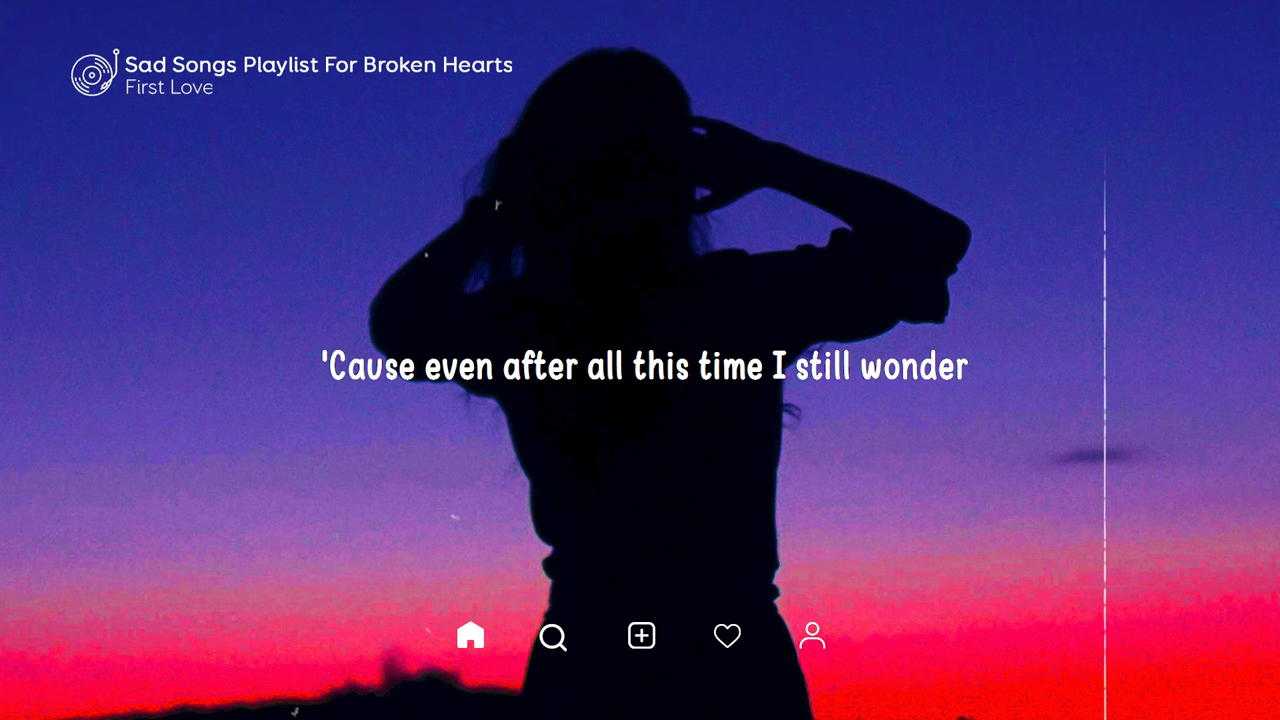 Sad Songs Playlist For Broken Hearts
First Love
'Cause even after all this time I still wonder